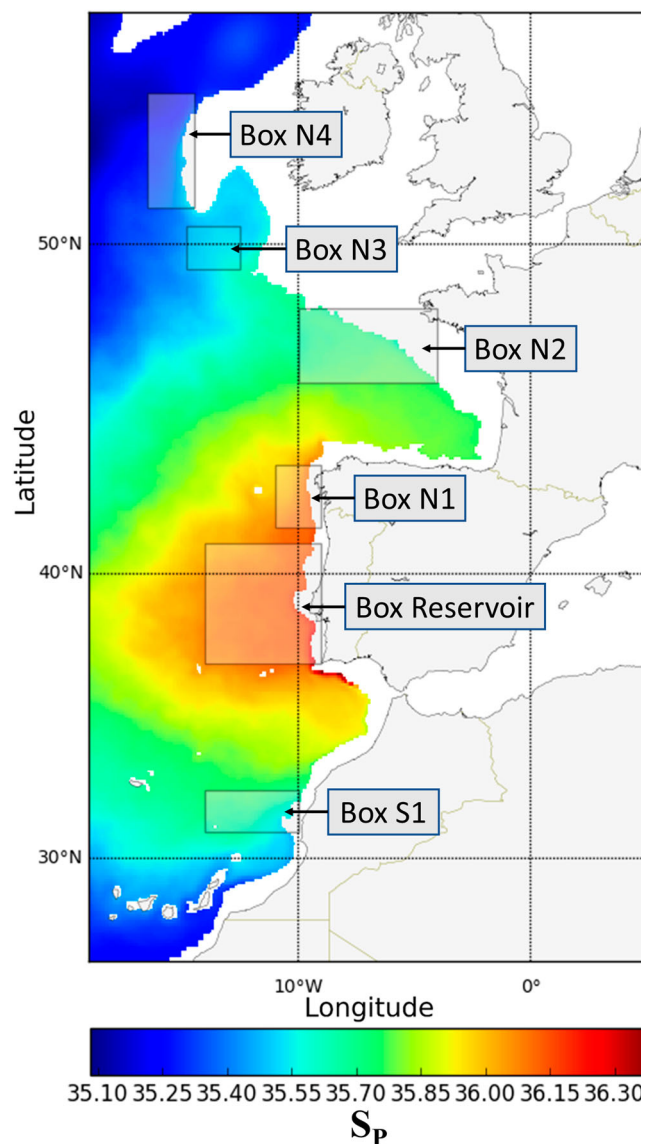 Box N4
50°N
Box N3
Box N2
Latitude
Box N1
40°N
Box Reservoir
Box S1
30°N
10°W
0°
Longitude
35.10 35.25 35.40 35.55 35.70 35.85 36.00 36.15 36.30
S_P